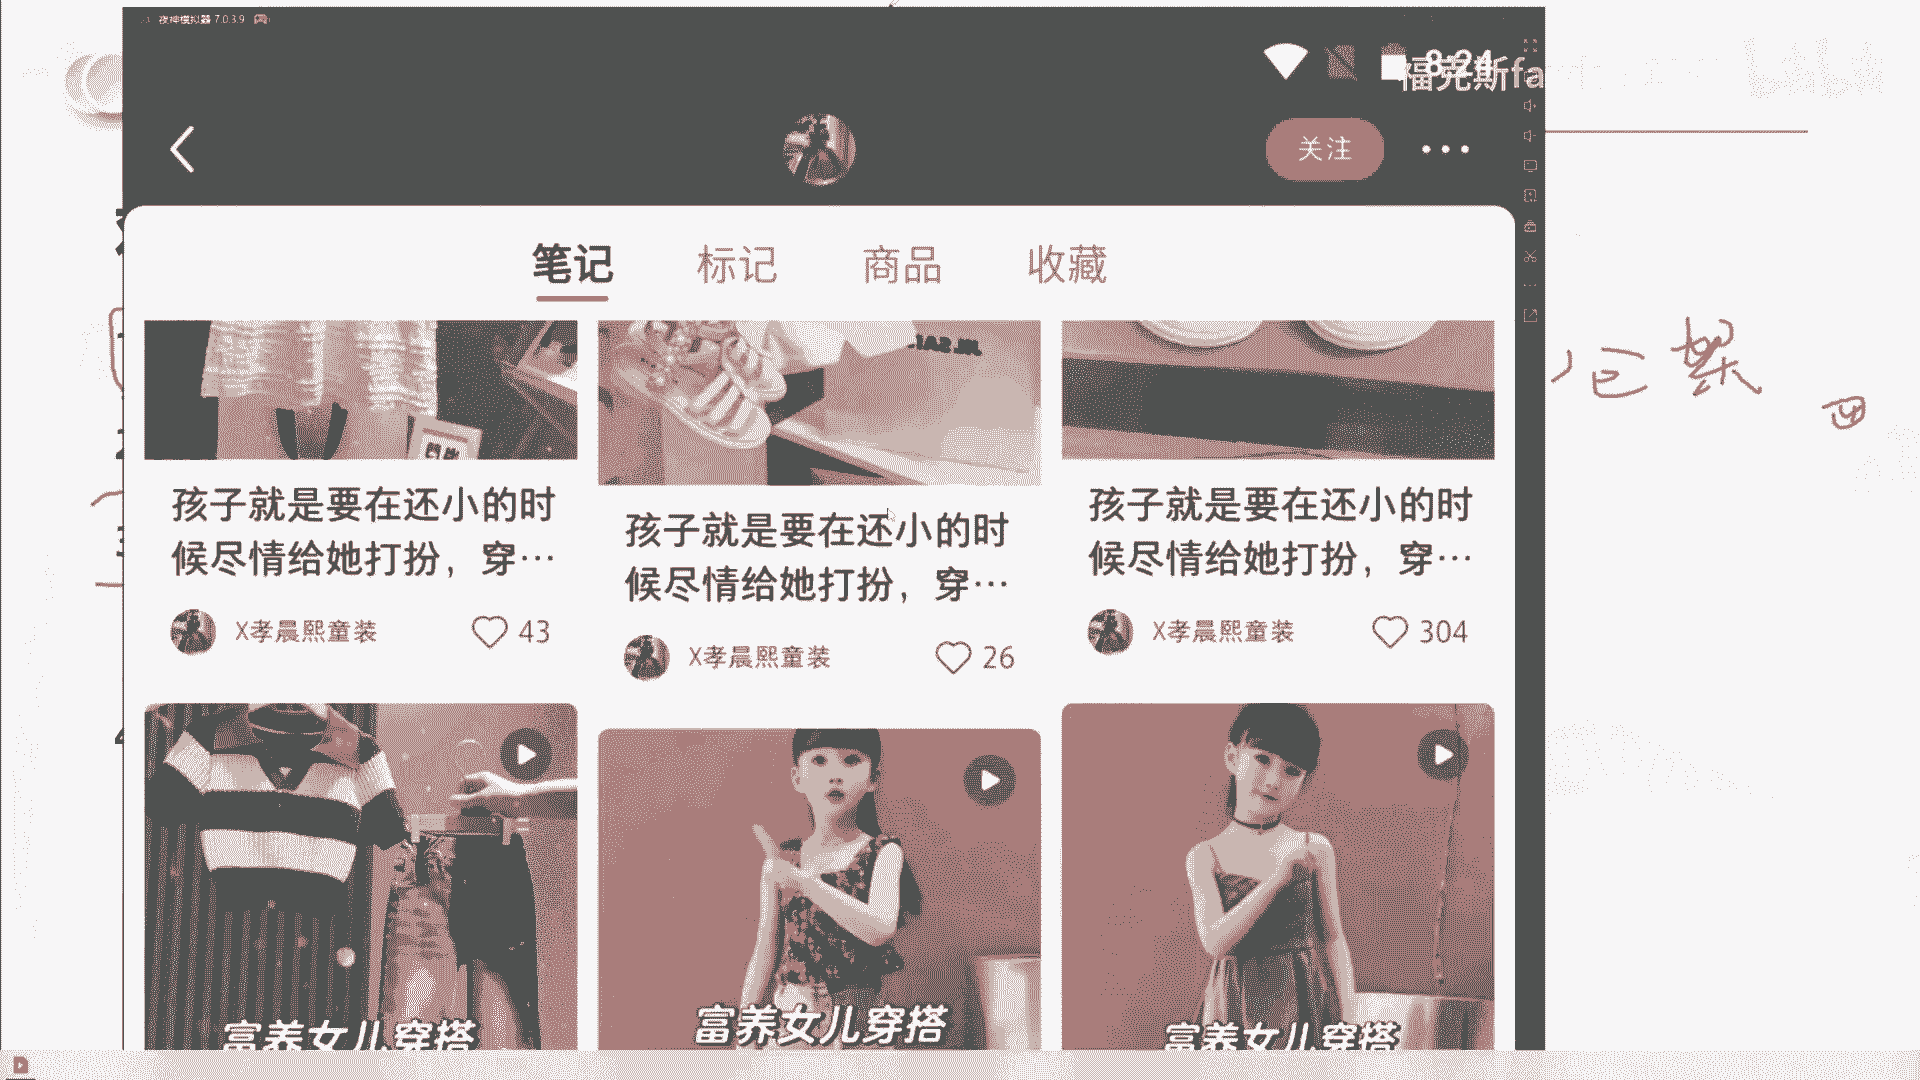 夜神模拟器 7.0.3.9
8:24
福克斯fa
关注
笔记 标记 商品 收藏
孩子就是要在还小的时
候尽情给她打扮，穿…
X孝晨熙童装 43
孩子就是要在还小的时
候尽情给她打扮，穿…
X孝晨熙童装 26
孩子就是要在还小的时
候尽情给她打扮，穿…
X孝晨熙童装 304
富养女儿穿搭
富养女儿穿搭
富养女儿穿搭